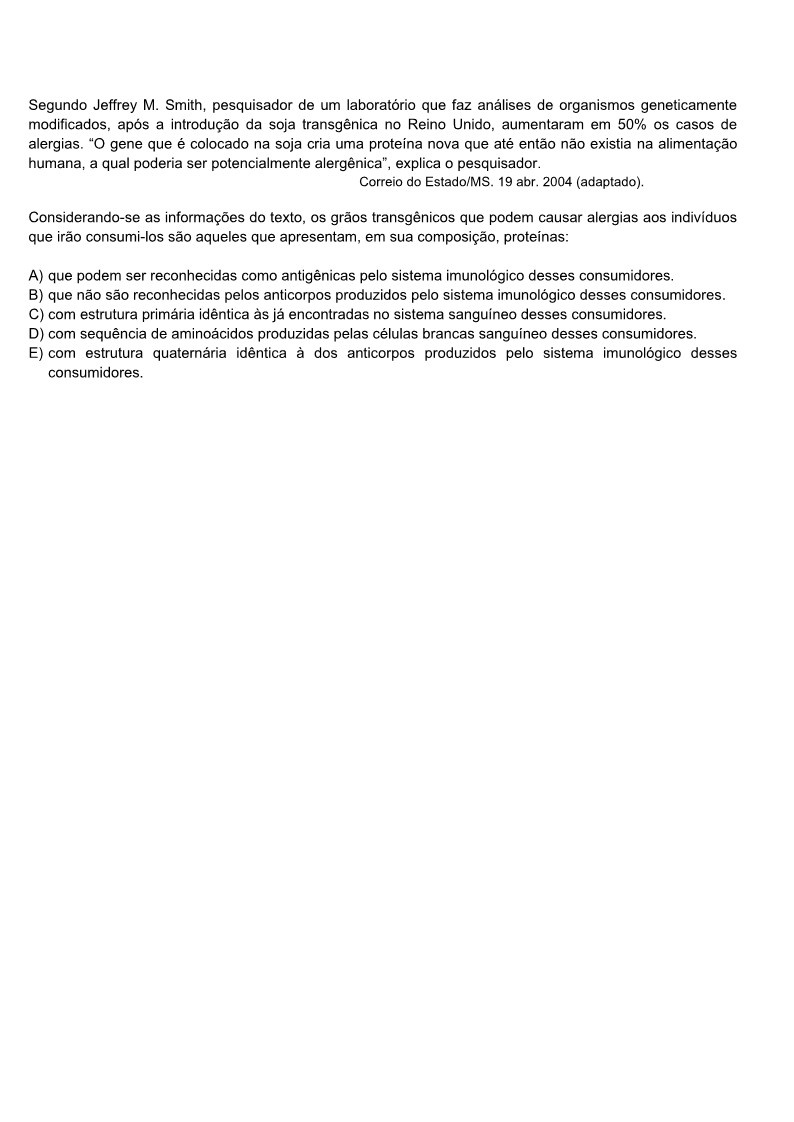 Segundo Jeffrey M. Smith, pesquisador de um laboratório que faz análises de organismos geneticamente
modificados, após a introdução da soja transgênica no Reino Unido, aumentaram em 50% os casos de
alergias. “O gene que é colocado na soja cria uma proteína nova que até então não existia na alimentação
humana, a qual poderia ser potencialmente alergênica”, explica o pesquisador.
Correio do Estado/MS. 19 abr. 2004 (adaptado).
Considerando-se as informações do texto, os grãos transgênicos que podem causar alergias aos indivíduos
que irão consumi-los são aqueles que apresentam, em sua composição, proteínas:
A) que podem ser reconhecidas como antigênicas pelo sistema imunológico desses consumidores.
B) que não são reconhecidas pelos anticorpos produzidos pelo sistema imunológico desses consumidores.
C) com estrutura primária idêntica às já encontradas no sistema sanguíneo desses consumidores.
D) com sequência de aminoácidos produzidas pelas células brancas sanguíneo desses consumidores.
E) com estrutura quaternária idêntica à dos anticorpos produzidos pelo sistema imunológico desses
consumidores.